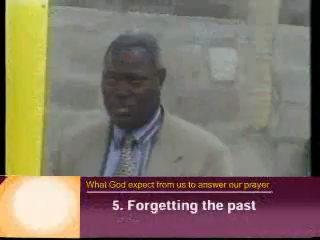 What God expect from us to answer our prayer
5. Forgetting the past